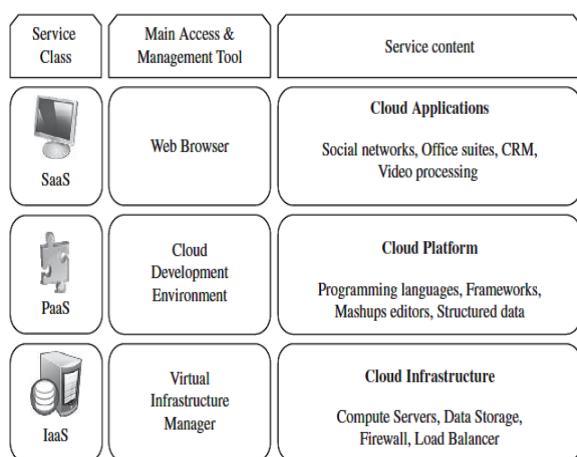 Service
Class
Main Access &
Management Tool
Service content
SaaS
Web Browser
Cloud Applications
Social networks, Office suites, CRM,
Video processing
PaaS
Cloud
Development
Environment
Cloud Platform
Programming languages, Frameworks,
Mashups editors, Structured data
IaaS
Virtual
Infrastructure
Manager
Cloud Infrastructure
Compute Servers, Data Storage,
Firewall, Load Balancer